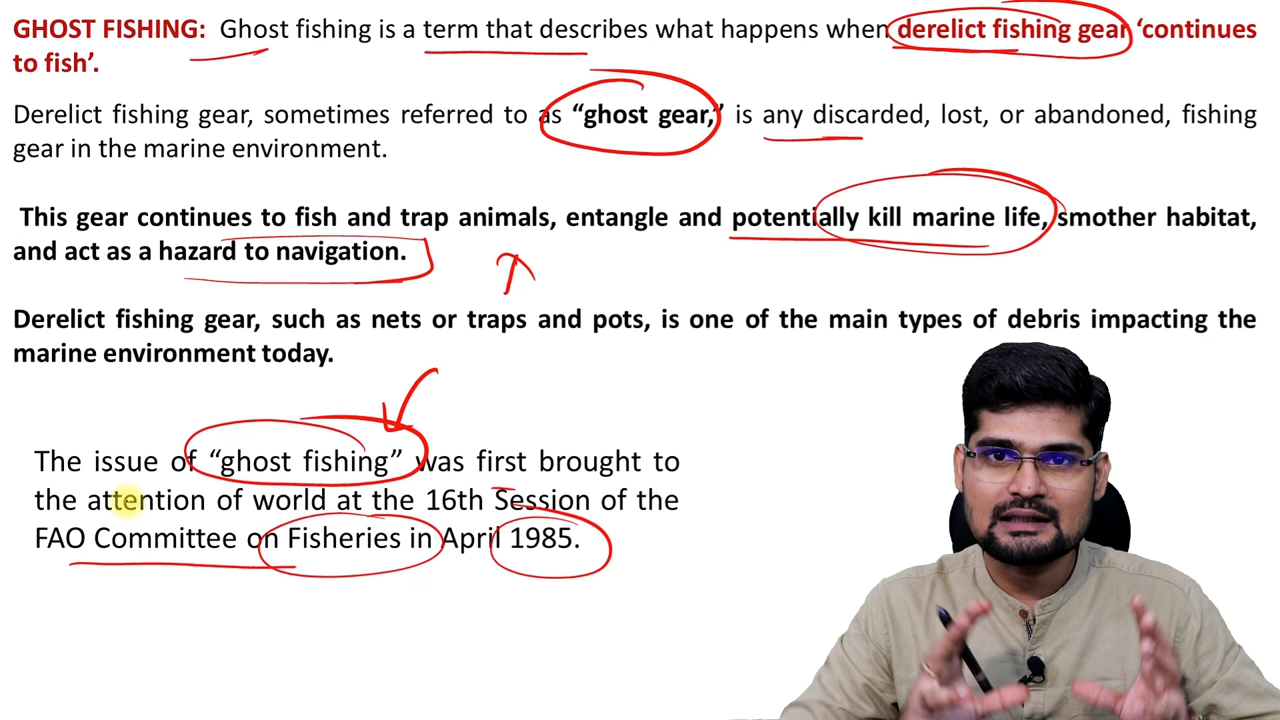 GHOST FISHING: Ghost fishing is a term that describes what happens when derelict fishing gear ‘continues
to fish’.
Derelict fishing gear, sometimes referred to as “ghost gear,” is any discarded, lost, or abandoned, fishing
gear in the marine environment.
This gear continues to fish and trap animals, entangle and potentially kill marine life, smother habitat,
and act as a hazard to navigation.
Derelict fishing gear, such as nets or traps and pots, is one of the main types of debris impacting the
marine environment today.
The issue of “ghost fishing” was first brought to
the attention of world at the 16th Session of the
FAO Committee on Fisheries in April 1985.